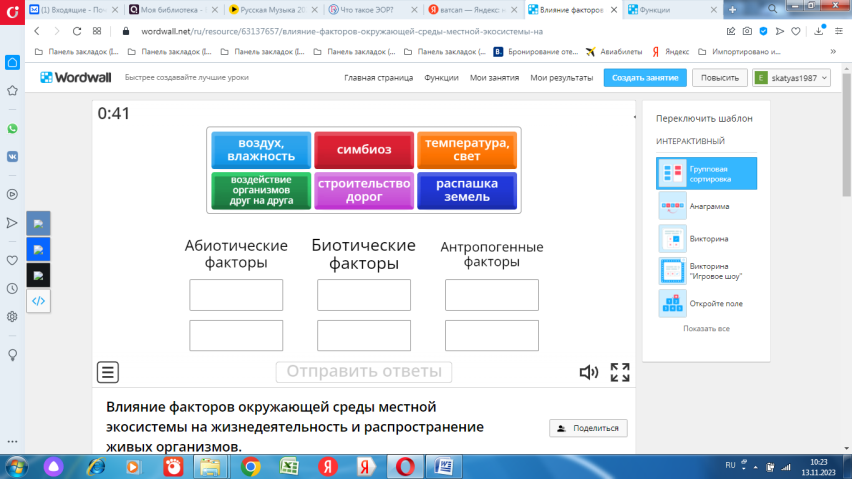 (1) Входящие - Поч
Моя библиотека -
Русская Музыка 20
Что такое ЭОР?
ватсап — Яндекс: н
Влияние факторов
Функции
wordwall.net/ru/resource/63137657/влияние-факторов-окружающей-среды-местной-экосистемы-на
Панель закладок (I...
Панель закладок (...
Панель закладок (...
Панель закладок (...
Бронирование оте...
Авиабилеты
Яндекс
Импортировано и...
Wordwall
Быстрее создавайте лучшие уроки
Главная страница
Функции
Мои занятия
Мои результаты
Создать занятие
Повысить
E skatyas1987
0:41
воздух,
влажность
симбиоз
температура,
свет
воздействие
организмов
друг на друга
строительство
дорог
распашка
земель
Абиотические
факторы
Биотические
факторы
Антропогенные
факторы
Отправить ответы
Переключить шаблон
ИНТЕРАКТИВНЫЙ
Групповая
сортировка
Анаграмма
Викторина
Викторина
"Игровое шоу"
Откройте поле
Показать все
Влияние факторов окружающей среды местной
экосистемы на жизнедеятельность и распространение
живых организмов.
Поделиться
RU
10:23
13.11.2023